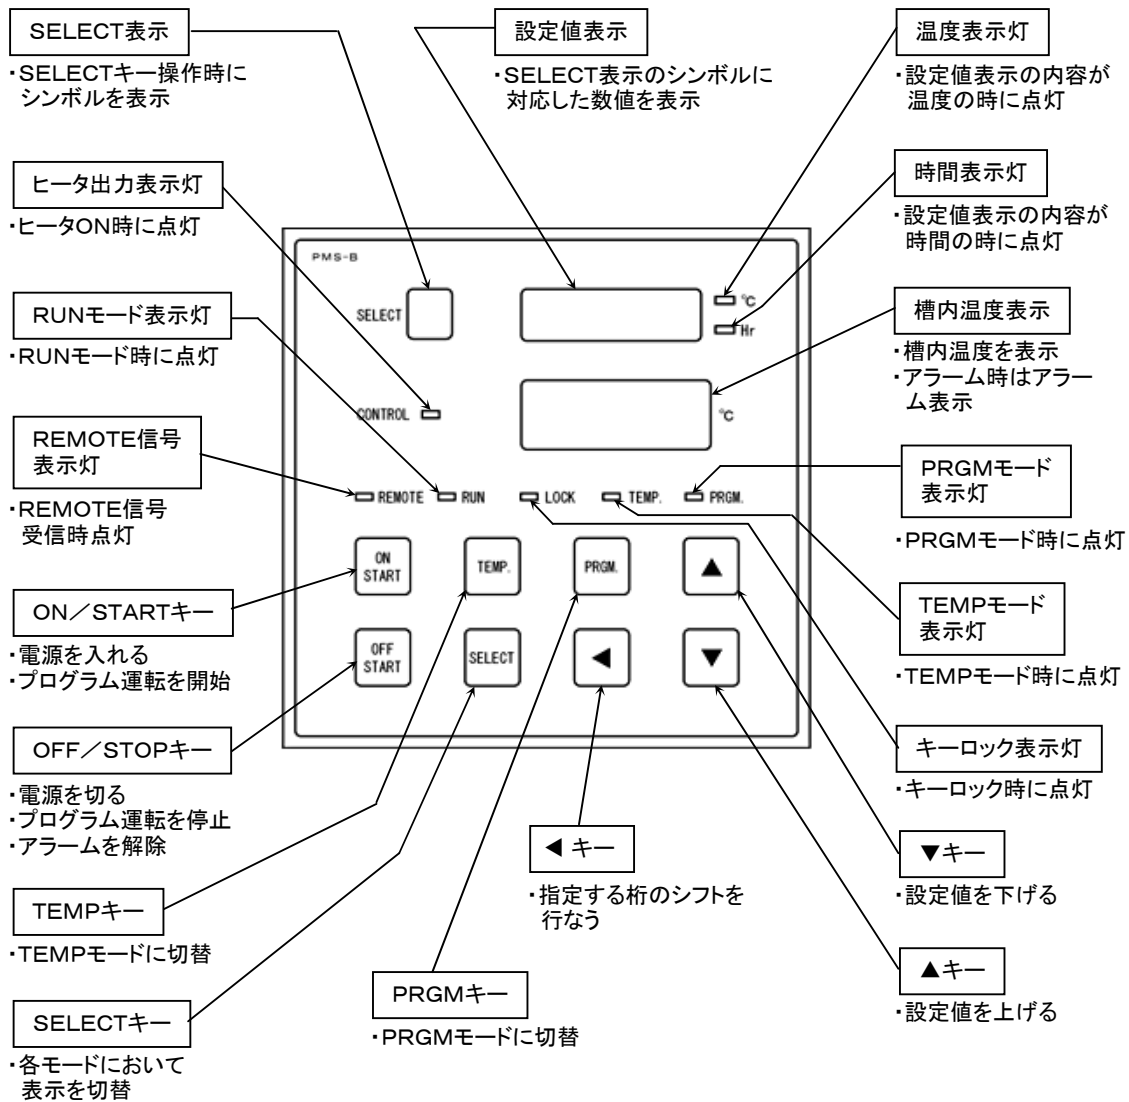 SELECT表示
・SELECTキー操作時に
シンボルを表示
ヒータ出力表示灯
・ヒータON時に点灯
RUNモード表示灯
・RUNモード時に点灯
REMOTE信号
表示灯
・REMOTE信号
受信時点灯
ON／STARTキー
・電源を入れる
・プログラム運転を開始
OFF／STOPキー
・電源を切る
・プログラム運転を停止
・アラームを解除
TEMPキー
・TEMPモードに切替
SELECTキー
・各モードにおいて
表示を切替
設定値表示
・SELECT表示のシンボルに
対応した数値を表示
PMS-B
SELECT
℃
Hr
CONTROL
℃
REMOTE RUN LOCK TEMP. PRGM.
ON
START
TEMP.
PRGM.
▲
OFF
START
SELECT
◀
▼
◀ キー
・指定する桁のシフトを
行なう
PRGMキー
・PRGMモードに切替
温度表示灯
・設定値表示の内容が
温度の時に点灯
時間表示灯
・設定値表示の内容が
時間の時に点灯
槽内温度表示
・槽内温度を表示
・アラーム時はアラー
ム表示
PRGMモード
表示灯
・PRGMモード時に点灯
TEMPモード
表示灯
・TEMPモード時に点灯
キーロック表示灯
・キーロック時に点灯
▼キー
・設定値を下げる
▲キー
・設定値を上げる